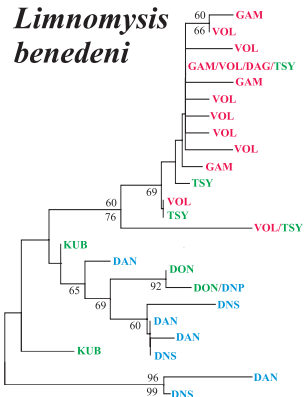 Limnomysis
benedeni
60
GAM
66
VOL
VOL
GAM/VOL/DAG/TSY
GAM
VOL
VOL
VOL
VOL
GAM
69
TSY
VOL
TSY
60
76
VOL/TSY
KUB
DAN
65
DON
92
DON/DNP
69
DNS
60
DAN
DAN
DNS
KUB
96
DAN
99
DNS